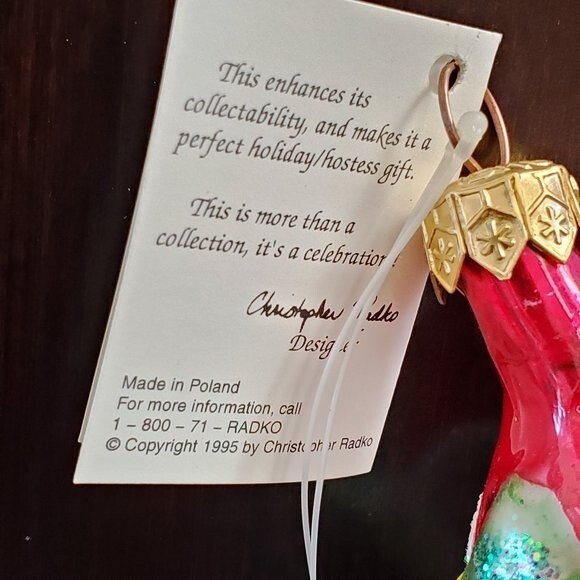 This enhances its
collectability, and makes it a
perfect holiday/hostess gift.
This is more than a
collection, it's a celebration!
Christopher Radko
Designer
Made in Poland
For more information, call
1 - 800 - 71 - RADKO
© Copyright 1995 by Christopher Radko